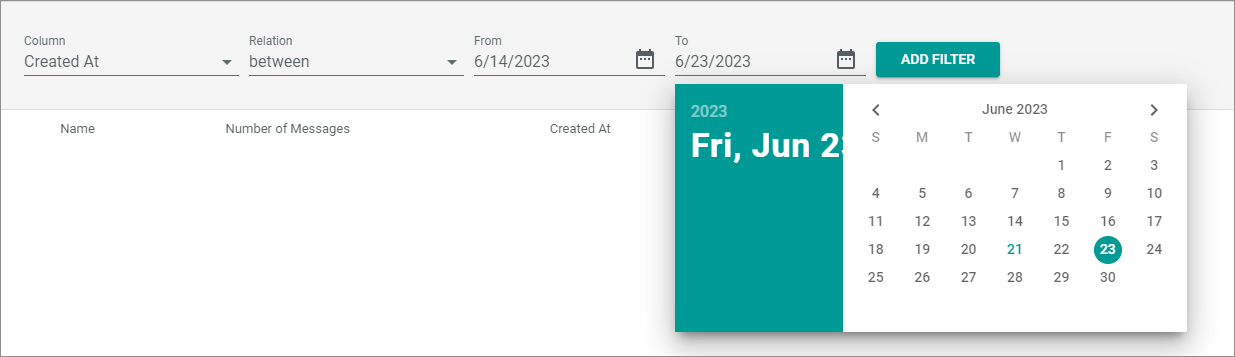 Column Relation From To
Created At between 6/14/2023 6/23/2023 ADD FILTER
2023
Fri, Jun 23
June 2023
Name Number of Messages Created At
S M T W T F S
1 2 3
4 5 6 7 8 9 10
11 12 13 14 15 16 17
18 19 20 21 22 23 24
25 26 27 28 29 30